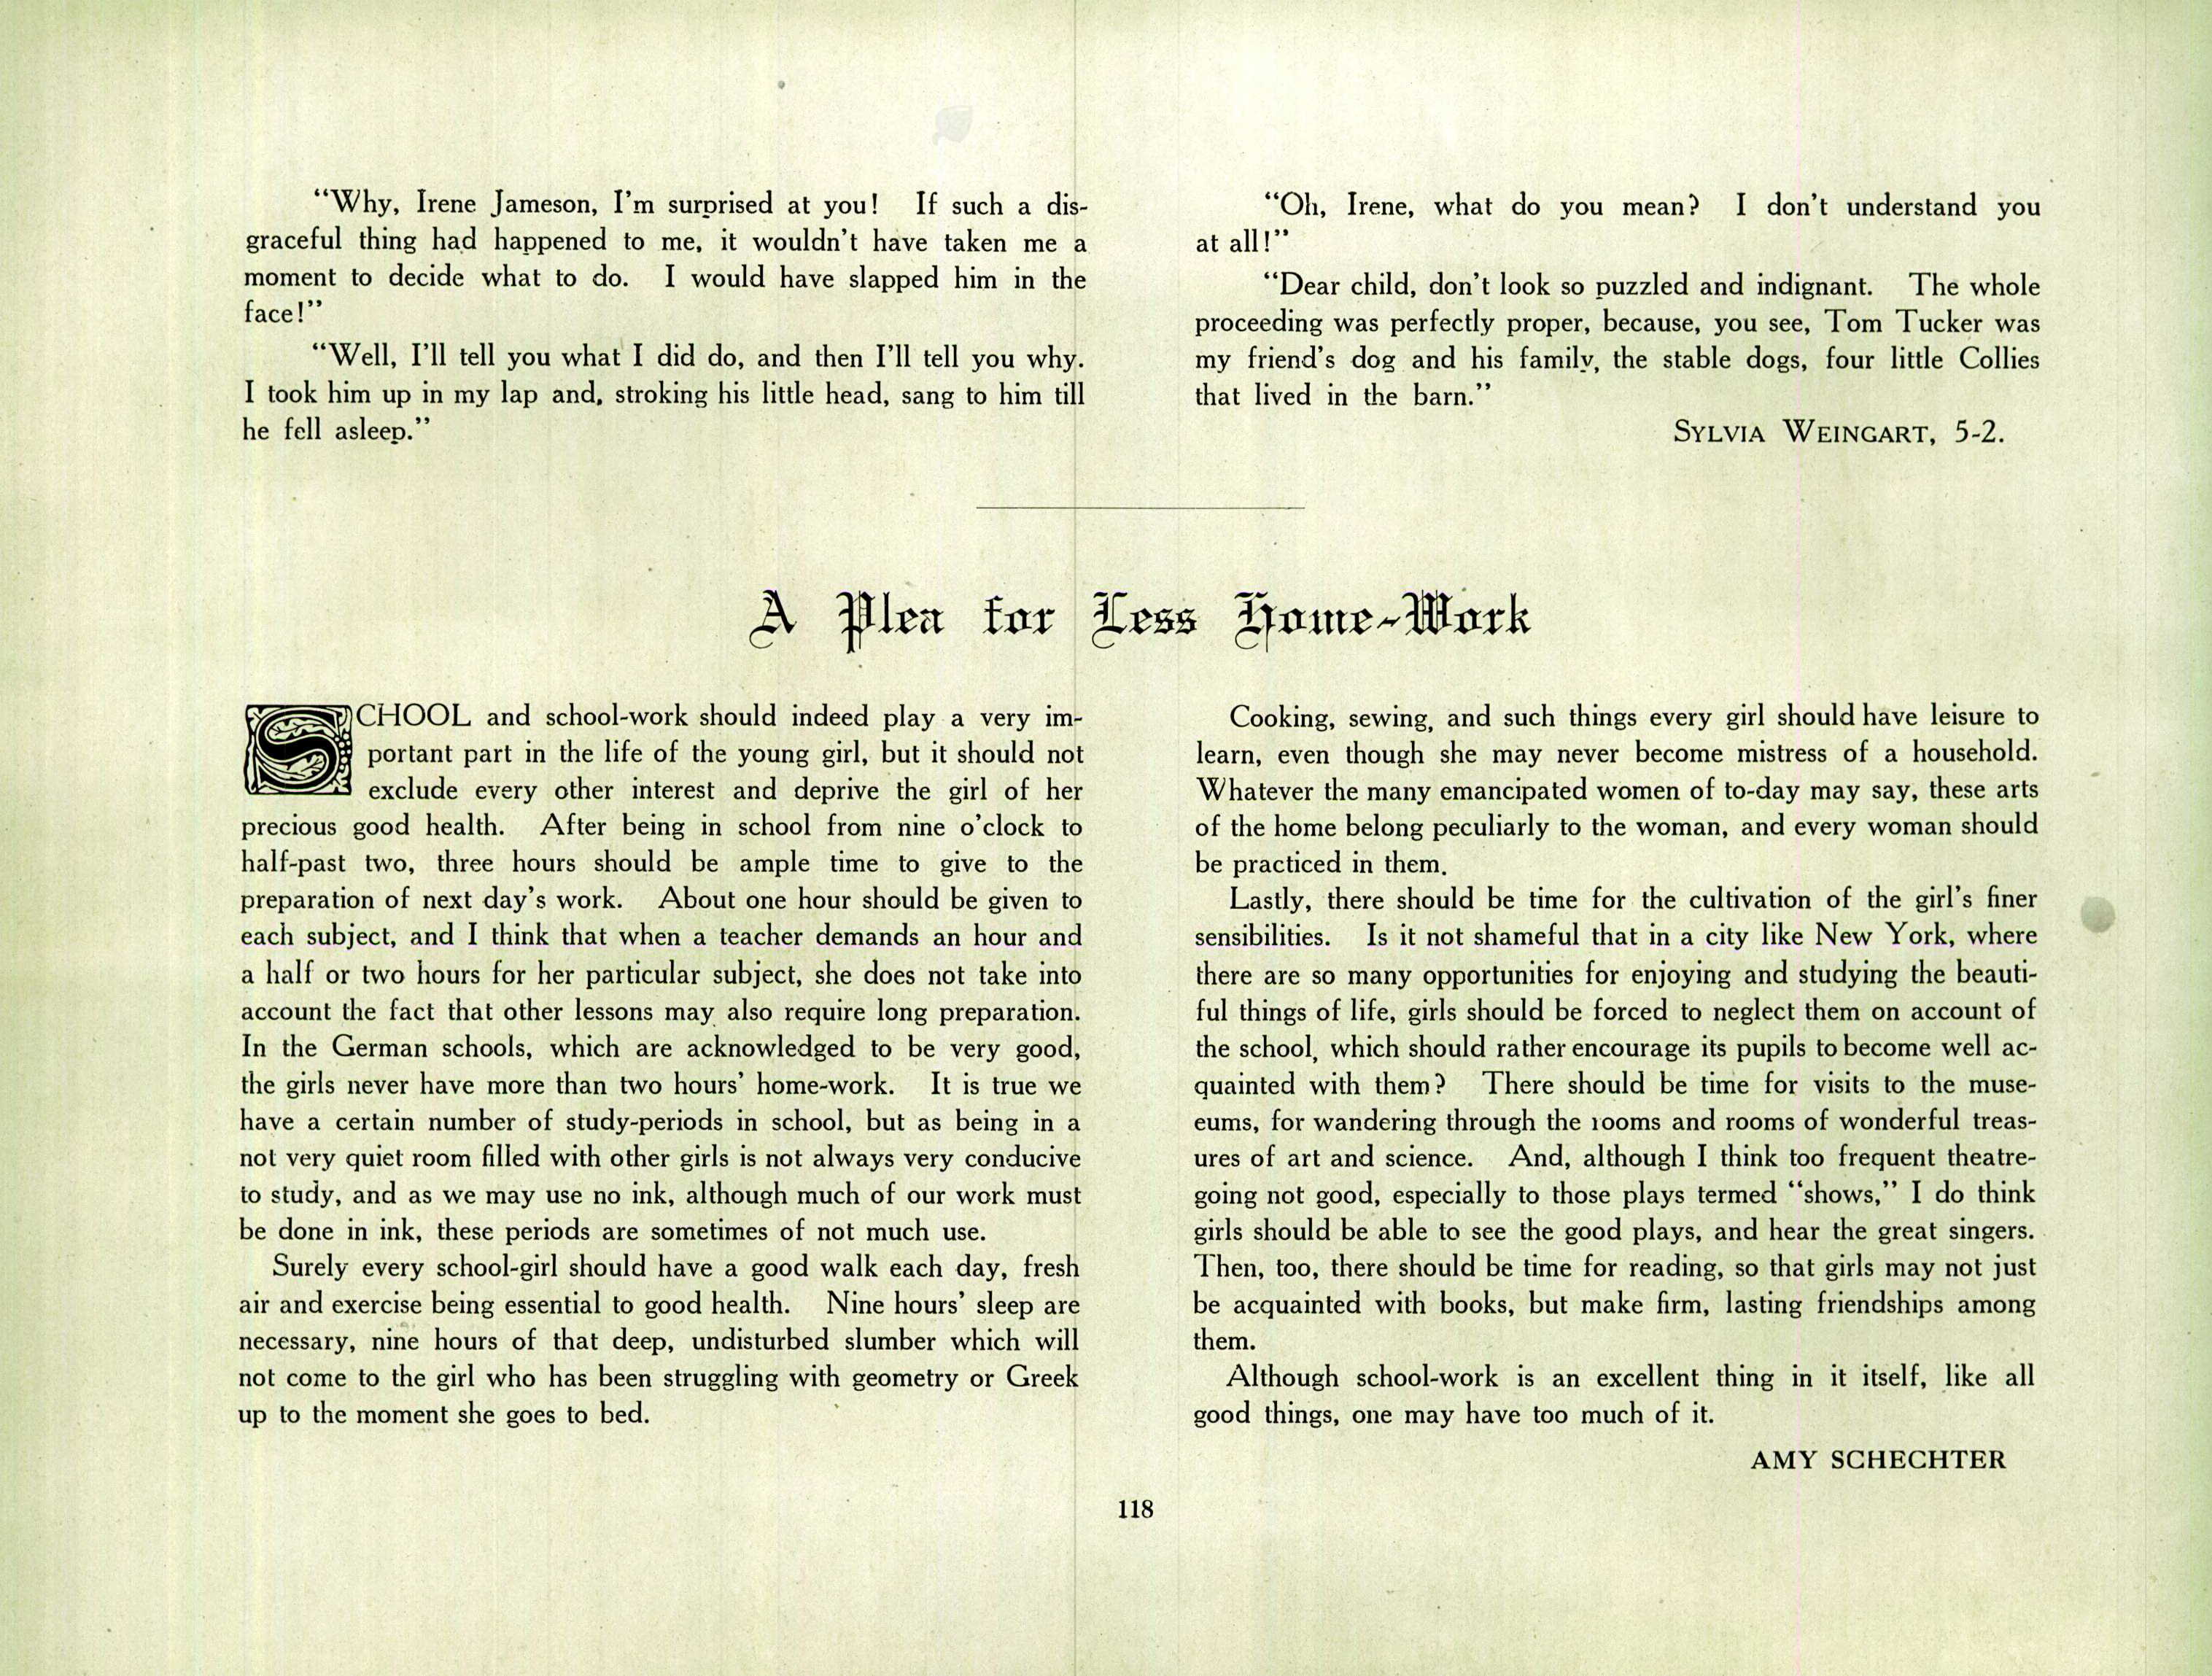 “Why, Irene Jameson, I'm surprised at you! If such a dis-
graceful thing had happened to me, it wouldn't have taken me a
moment to decide what to do. I would have slapped him in the
face!”
“Well, I'll tell you what I did do, and then I'll tell you why.
I took him up in my lap and, stroking his little head, sang to him till
he fell asleep.”
“Oh, Irene, what do you mean? I don't understand you
at all!”
“Dear child, don't look so puzzled and indignant. The whole
proceeding was perfectly proper, because, you see, Tom Tucker was
my friend's dog and his family, the stable dogs, four little Collies
that lived in the barn.”
SYLVIA WEINGART, 5-2.
A Plea for Less Home-Work
SCHOOL and school-work should indeed play a very im-
portant part in the life of the young girl, but it should not
exclude every other interest and deprive the girl of her
precious good health. After being in school from nine o'clock to
half-past two, three hours should be ample time to give to the
preparation of next day's work. About one hour should be given to
each subject, and I think that when a teacher demands an hour and
a half or two hours for her particular subject, she does not take into
account the fact that other lessons may also require long preparation.
In the German schools, which are acknowledged to be very good,
the girls never have more than two hours' home-work. It is true we
have a certain number of study-periods in school, but as being in a
not very quiet room filled with other girls is not always very conducive
to study, and as we may use no ink, although much of our work must
be done in ink, these periods are sometimes of not much use.
Surely every school-girl should have a good walk each day, fresh
air and exercise being essential to good health. Nine hours' sleep are
necessary, nine hours of that deep, undisturbed slumber which will
not come to the girl who has been struggling with geometry or Greek
up to the moment she goes to bed.
Cooking, sewing, and such things every girl should have leisure to
learn, even though she may never become mistress of a household.
Whatever the many emancipated women of to-day may say, these arts
of the home belong peculiarly to the woman, and every woman should
be practiced in them.
Lastly, there should be time for the cultivation of the girl's finer
sensibilities. Is it not shameful that in a city like New York, where
there are so many opportunities for enjoying and studying the beauti-
ful things of life, girls should be forced to neglect them on account of
the school, which should rather encourage its pupils to become well ac-
quainted with them? There should be time for visits to the muse-
eums, for wandering through the rooms and rooms of wonderful treas-
ures of art and science. And, although I think too frequent theatre-
going not good, especially to those plays termed “shows,” I do think
girls should be able to see the good plays, and hear the great singers.
Then, too, there should be time for reading, so that girls may not just
be acquainted with books, but make firm, lasting friendships among
them.
Although school-work is an excellent thing in it itself, like all
good things, one may have too much of it.
AMY SCHECHTER
118